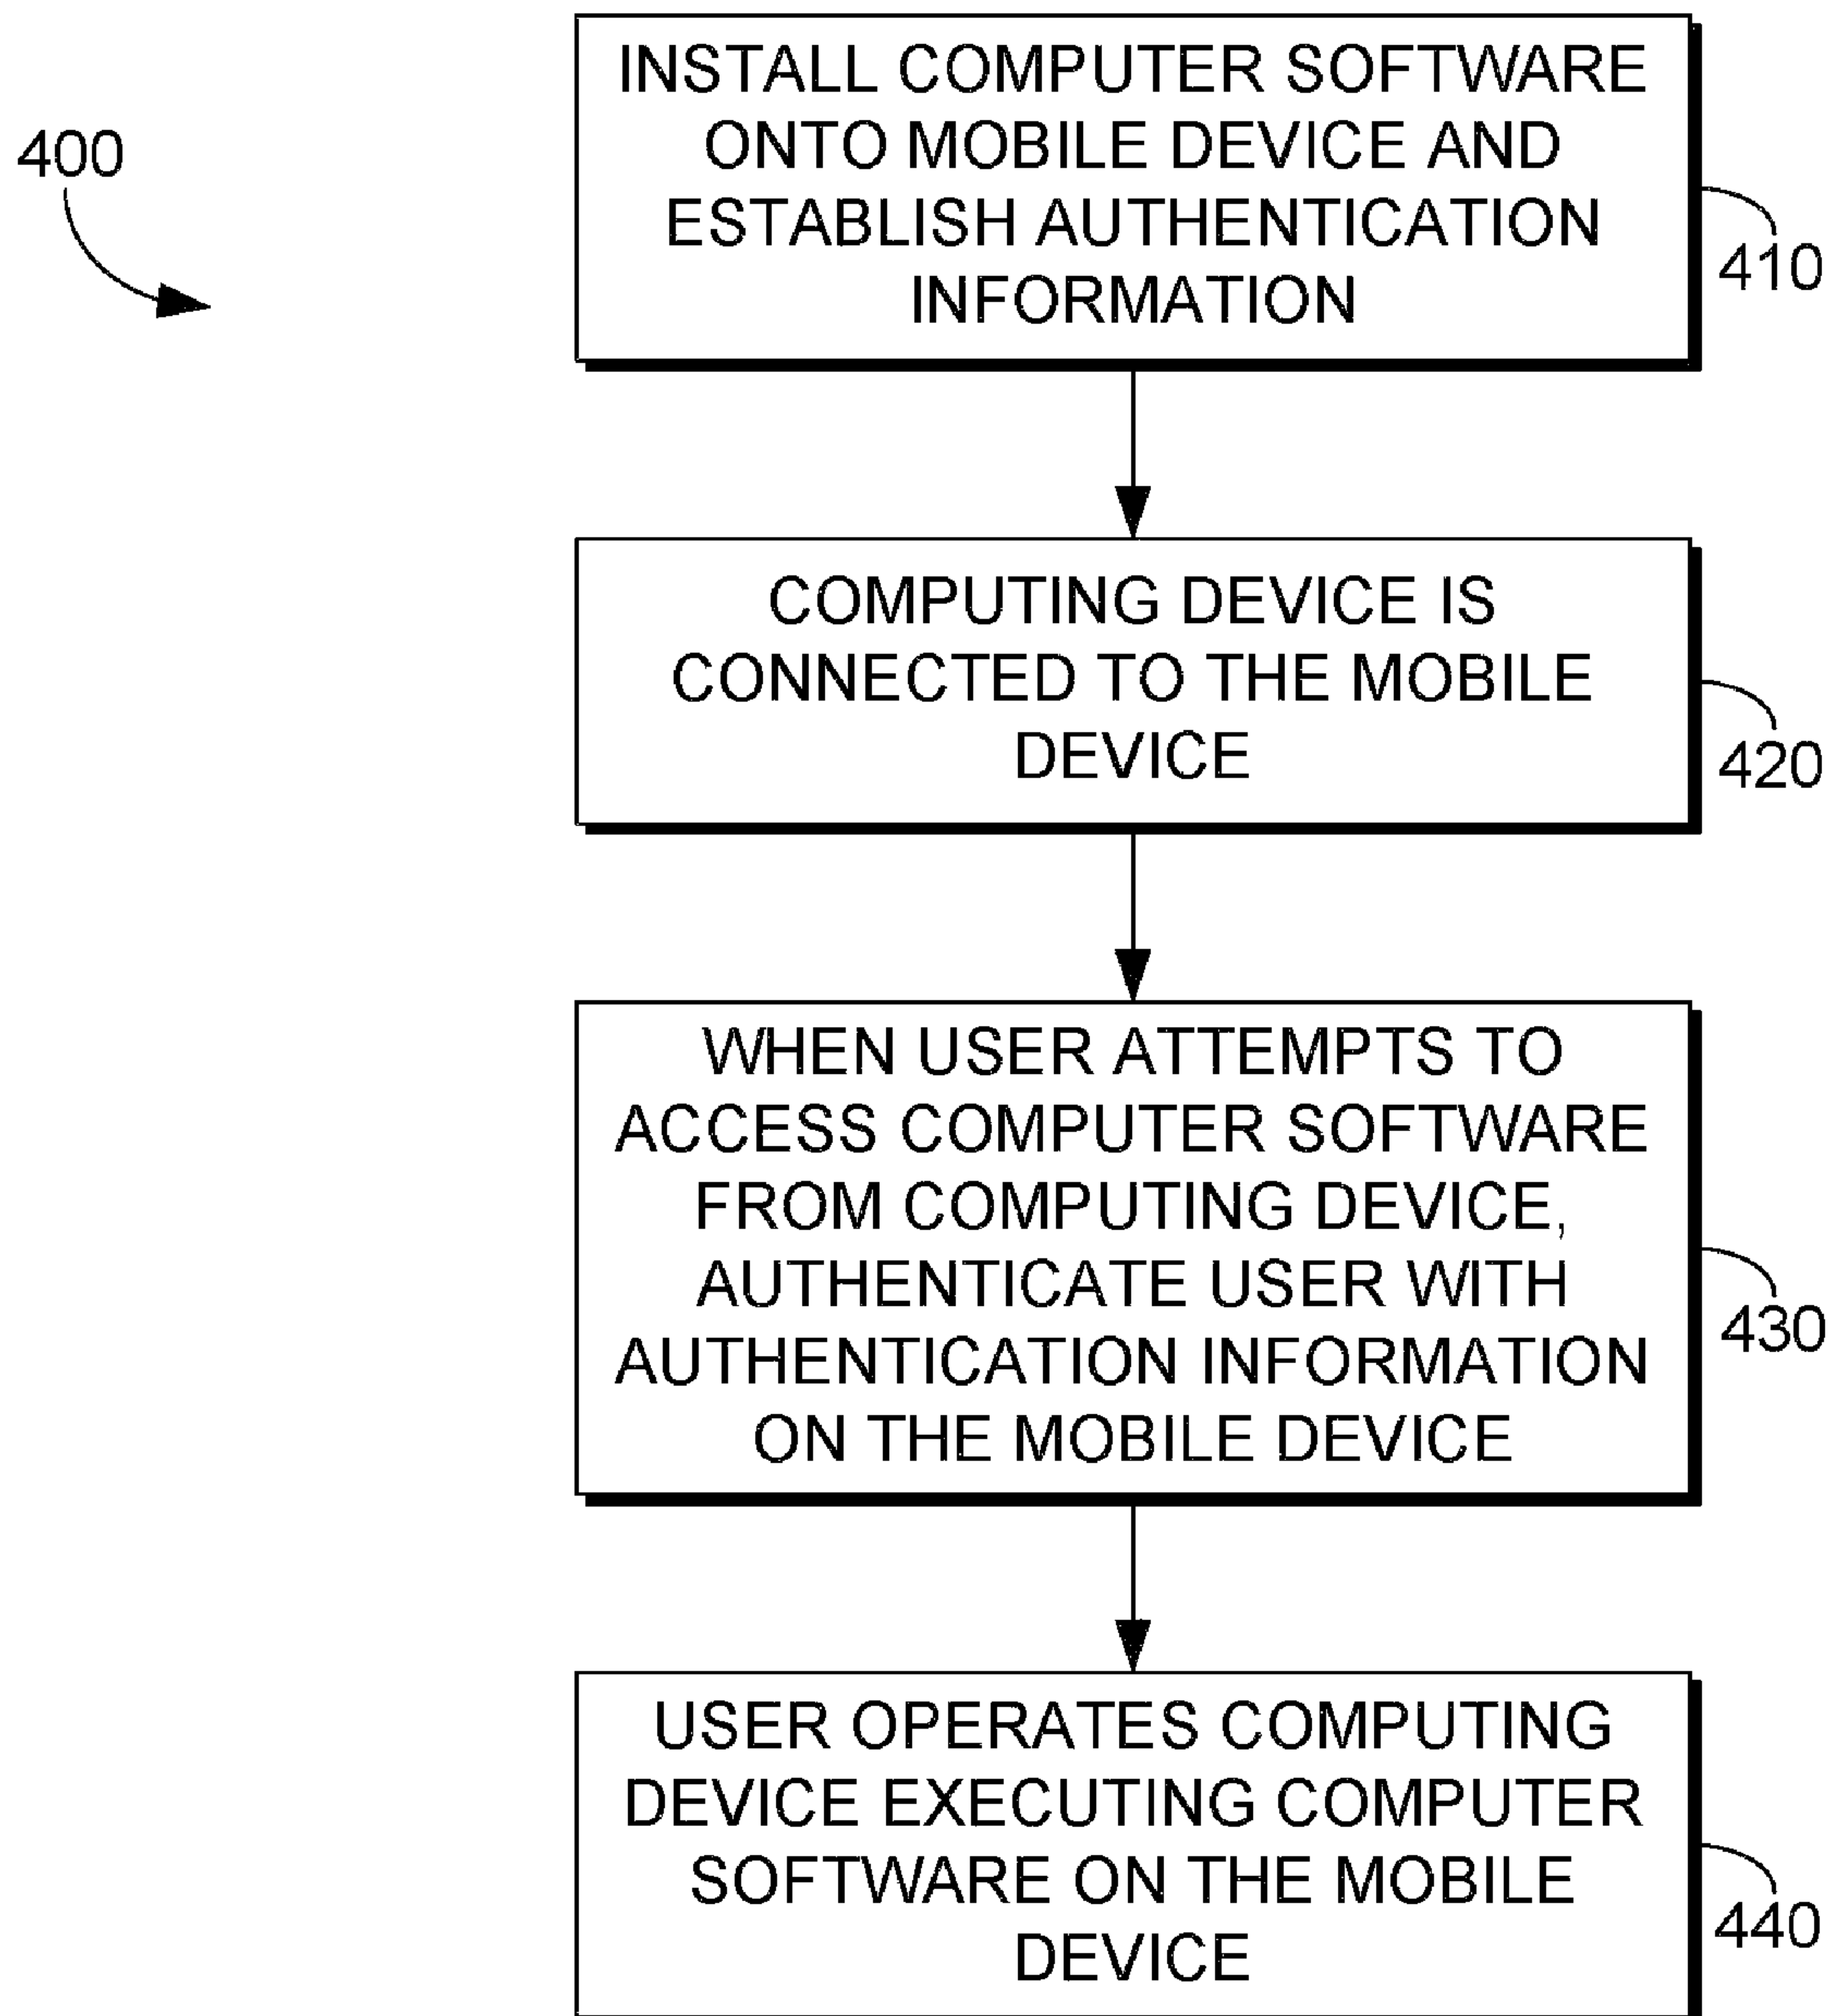 400
INSTALL COMPUTER SOFTWARE
ONTO MOBILE DEVICE AND
ESTABLISH AUTHENTICATION
INFORMATION
410
COMPUTING DEVICE IS
CONNECTED TO THE MOBILE
DEVICE
420
WHEN USER ATTEMPTS TO
ACCESS COMPUTER SOFTWARE
FROM COMPUTING DEVICE,
AUTHENTICATE USER WITH
AUTHENTICATION INFORMATION
ON THE MOBILE DEVICE
430
USER OPERATES COMPUTING
DEVICE EXECUTING COMPUTER
SOFTWARE ON THE MOBILE
DEVICE
440